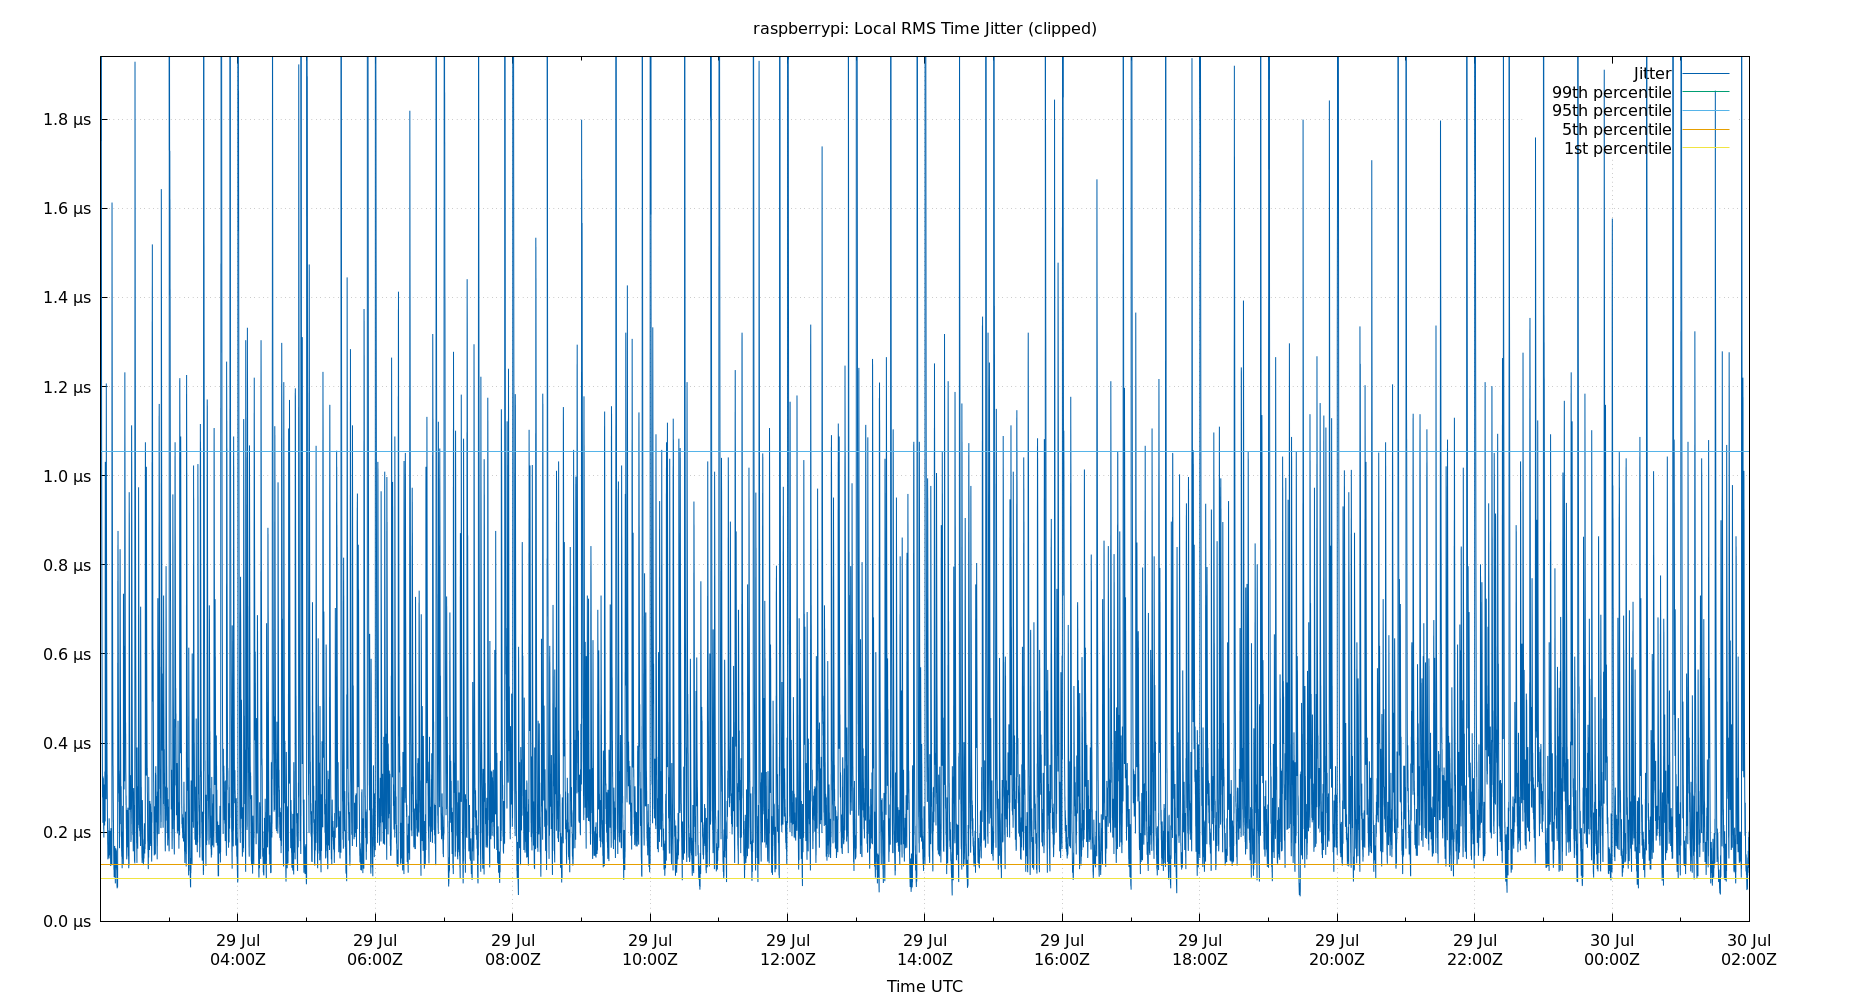 raspberrypi: Local RMS Time Jitter (clipped)
Jitter
99th percentile
95th percentile
5th percentile
1st percentile
1.8 µs
1.6 µs
1.4 µs
1.2 µs
1.0 µs
0.8 µs
0.6 µs
0.4 µs
0.2 µs
0.0 µs
29 Jul 29 Jul 29 Jul 29 Jul 29 Jul 29 Jul 29 Jul 29 Jul 29 Jul 29 Jul 30 Jul 30 Jul
04:00Z 06:00Z 08:00Z 10:00Z 12:00Z 14:00Z 16:00Z 18:00Z 20:00Z 22:00Z 00:00Z 02:00Z
Time UTC